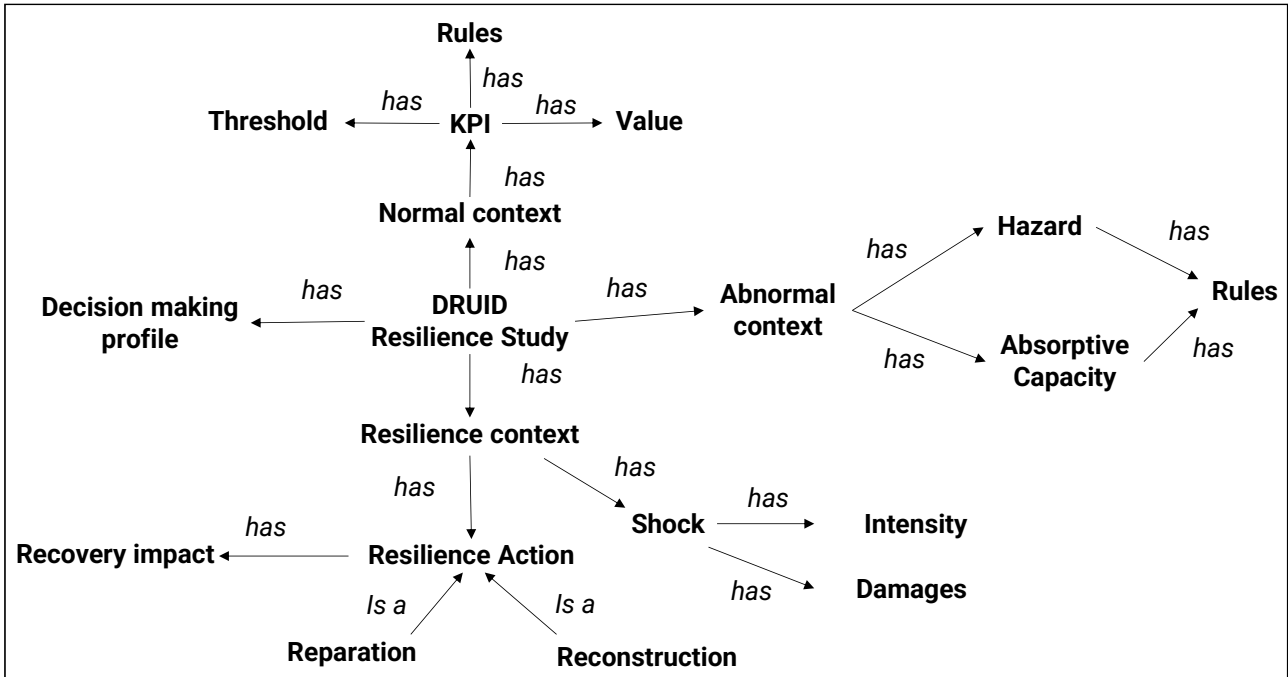 Rules
has
has
has
Threshold
KPI
Value
has
Normal context
Hazard
has
has
has
Decision making
profile
has
DRUID
Resilience Study
has
Abnormal
context
Rules
has
Absorptive
Capacity
has
has
Resilience context
has
has
Shock
has
Intensity
has
Damages
Recovery impact
has
Resilience Action
Is a
Is a
Reparation
Reconstruction